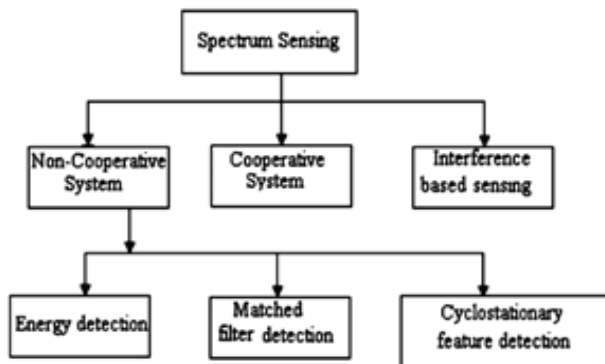 Spectrum Sensing
Non-Cooperative
System
Cooperative
System
Interference
based sensing
Energy detection
Matched
filter detection
Cyclostationary
feature detection